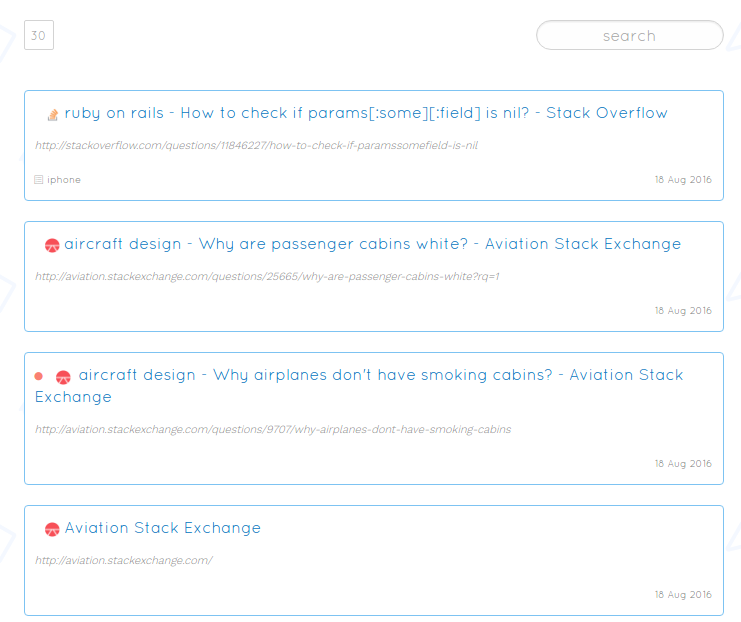 30
search
ruby on rails - How to check if params[:some][:field] is nil? - Stack Overflow
http://stackoverflow.com/questions/11846227/how-to-check-if-paramssomefield-is-nil
iphone
18 Aug 2016
aircraft design - Why are passenger cabins white? - Aviation Stack Exchange
http://aviation.stackexchange.com/questions/25665/why-are-passenger-cabins-white?rq=1
18 Aug 2016
aircraft design - Why airplanes don't have smoking cabins? - Aviation Stack
Exchange
http://aviation.stackexchange.com/questions/9707/why-airplanes-dont-have-smoking-cabins
18 Aug 2016
Aviation Stack Exchange
http://aviation.stackexchange.com/
18 Aug 2016